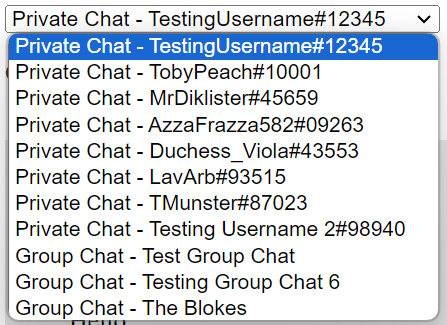 Private Chat - TestingUsername#12345
Private Chat - TestingUsername#12345
Private Chat - TobyPeach#10001
Private Chat - MrDiklister#45659
Private Chat - AzzaFrazza582#09263
Private Chat - Duchess_Viola#43553
Private Chat - LavArb#93515
Private Chat - TMunster#87023
Private Chat - Testing Username 2#98940
Group Chat - Test Group Chat
Group Chat - Testing Group Chat 6
Group Chat - The Blokes